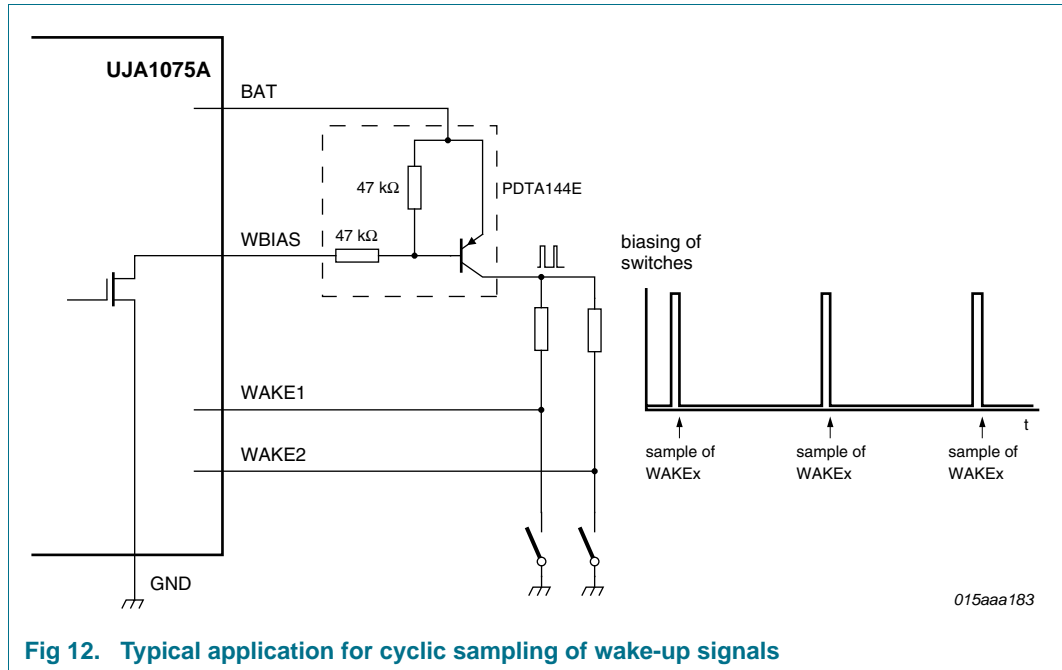 UJA1075A
BAT
47 kΩ
PDTA144E
WBIAS
47 kΩ
biasing of
switches
WAKE1
WAKE2
t
sample of
WAKEx
sample of
WAKEx
sample of
WAKEx
GND
015aaa183
Fig 12. Typical application for cyclic sampling of wake-up signals